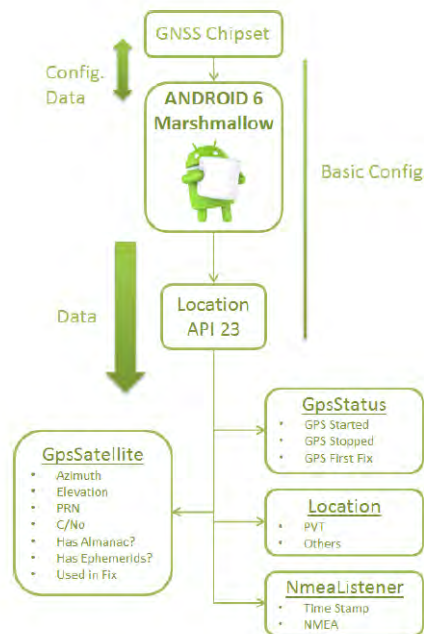 GNSS Chipset
Config.
Data
ANDROID 6
Marshmallow
Basic Config
Data
Location
API 23
GpsStatus
• GPS Started
• GPS Stopped
• GPS First Fix
GpsSatellite
• Azimuth
• Elevation
• PRN
• C/No
• Has Almanac?
• Has Ephemerids?
• Used in Fix
Location
• PVT
• Others
NmeaListener
• Time Stamp
• NMEA